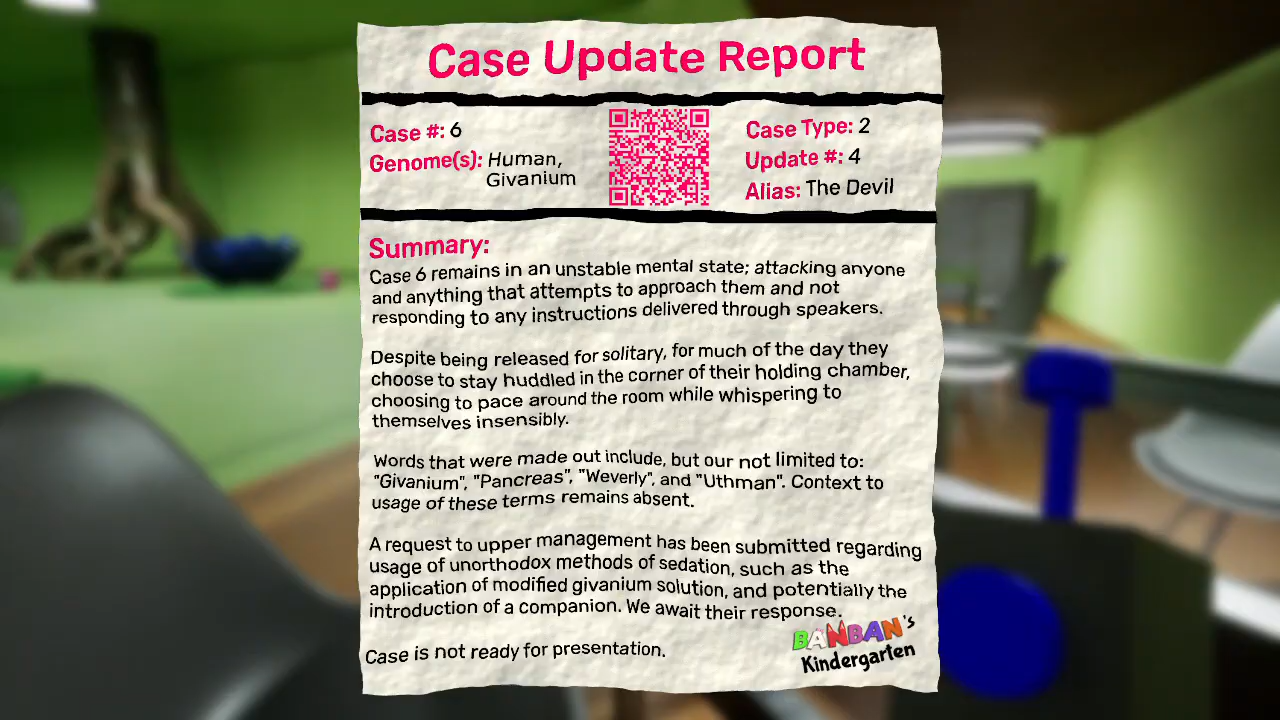 Case Update Report
Case #: 6
Genome(s): Human,
Givanium
Case Type: 2
Update #: 4
Alias: The Devil
Summary:
Case 6 remains in an unstable mental state; attacking anyone
and anything that attempts to approach them and not
responding to any instructions delivered through speakers.
Despite being released for solitary, for much of the day they
choose to stay huddled in the corner of their holding chamber,
choosing to pace around the room while whispering to
themselves insensibly.
Words that were made out include, but our not limited to:
"Givanium", "Pancreas", "Weverly", and "Uthman". Context to
usage of these terms remains absent.
A request to upper management has been submitted regarding
usage of unorthodox methods of sedation, such as the
application of modified givanium solution, and potentially the
introduction of a companion. We await their response.
Case is not ready for presentation.
BANBAN's
Kindergarten